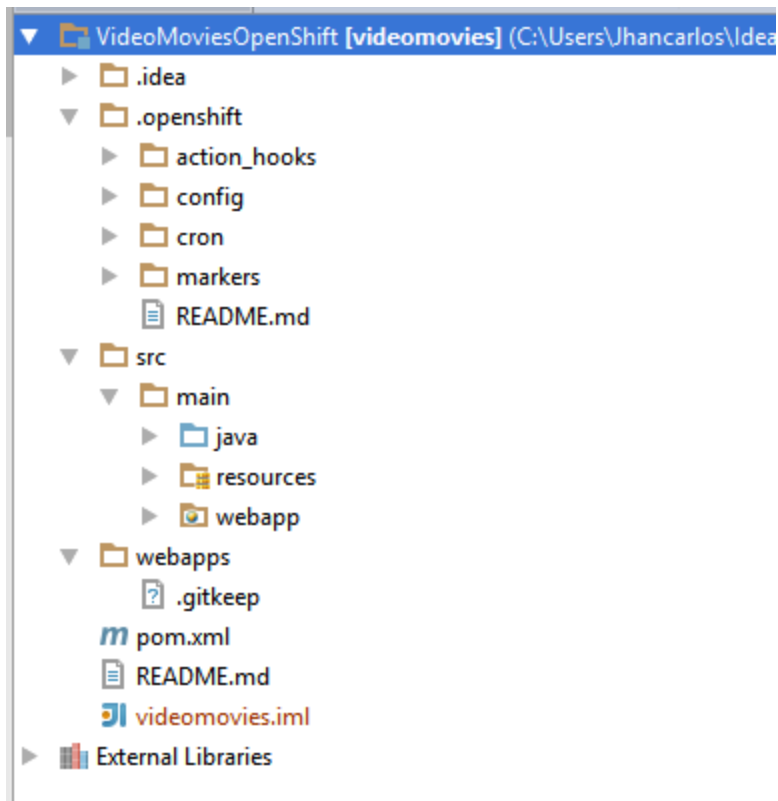 VideoMoviesOpenShift [videomovies] (C:\Users\Jhancarlos\Idea
.idea
.openshift
action_hooks
config
cron
markers
README.md
src
main
java
resources
webapp
webapps
.gitkeep
m pom.xml
README.md
videomovies.iml
External Libraries